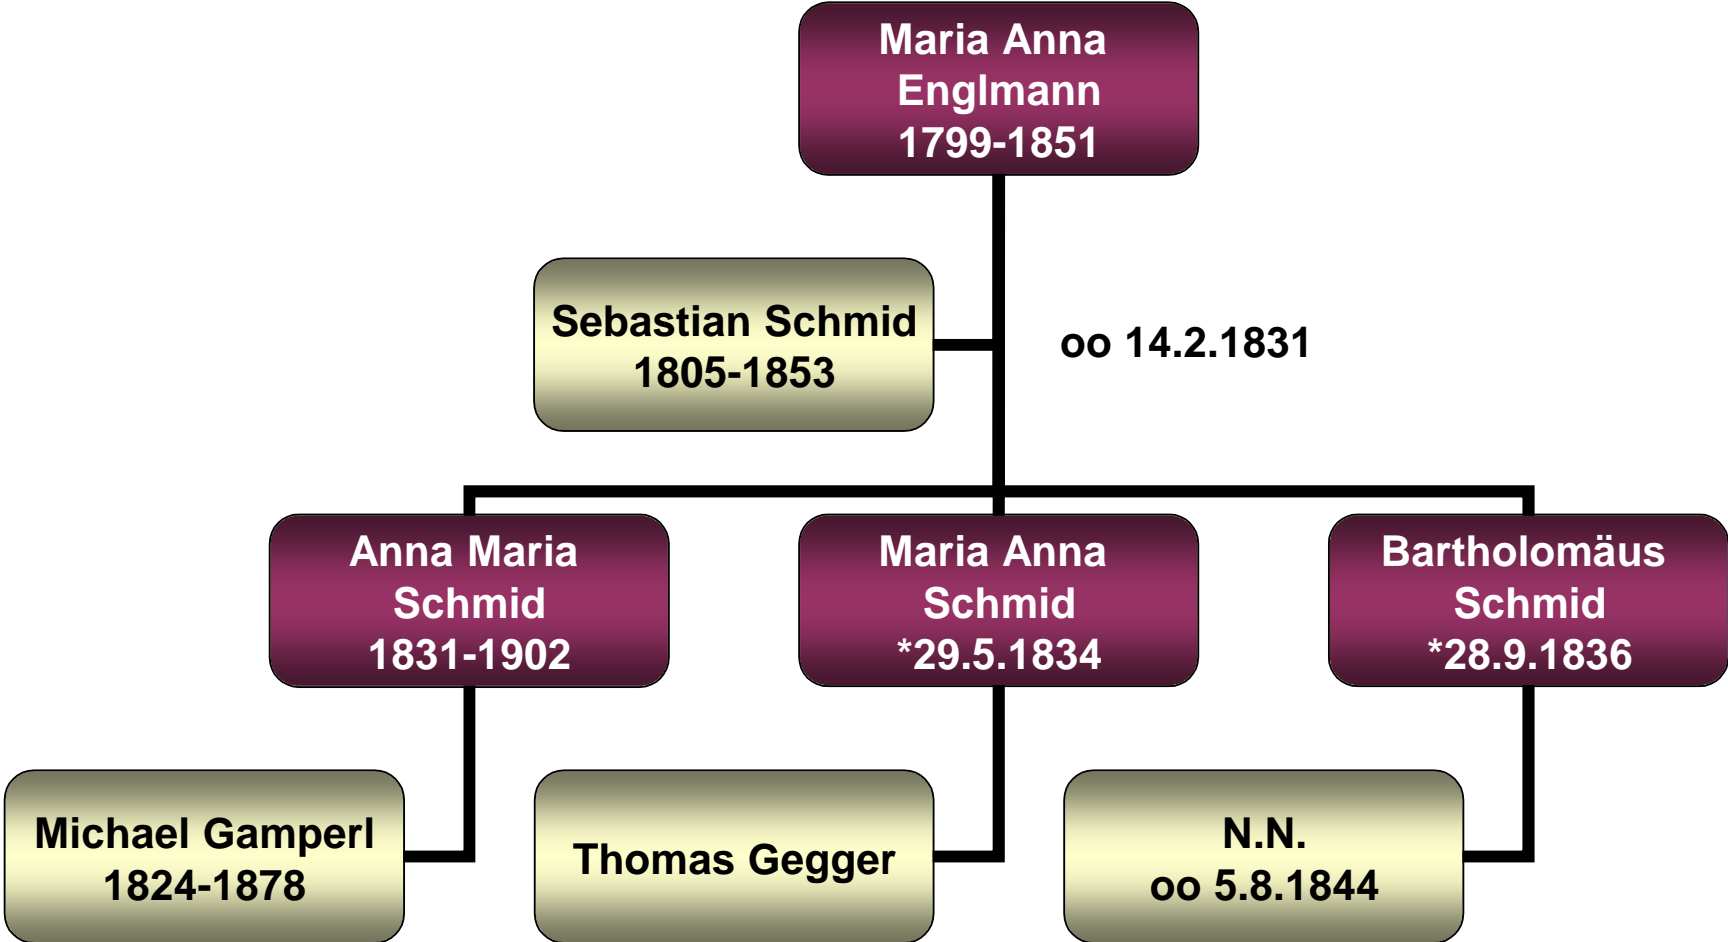 Maria Anna
Englmann
1799-1851
Sebastian Schmid
1805-1853
oo 14.2.1831
Anna Maria
Schmid
1831-1902
Maria Anna
Schmid
*29.5.1834
Bartholomäus
Schmid
*28.9.1836
Michael Gamperl
1824-1878
Thomas Gegger
N.N.
oo 5.8.1844